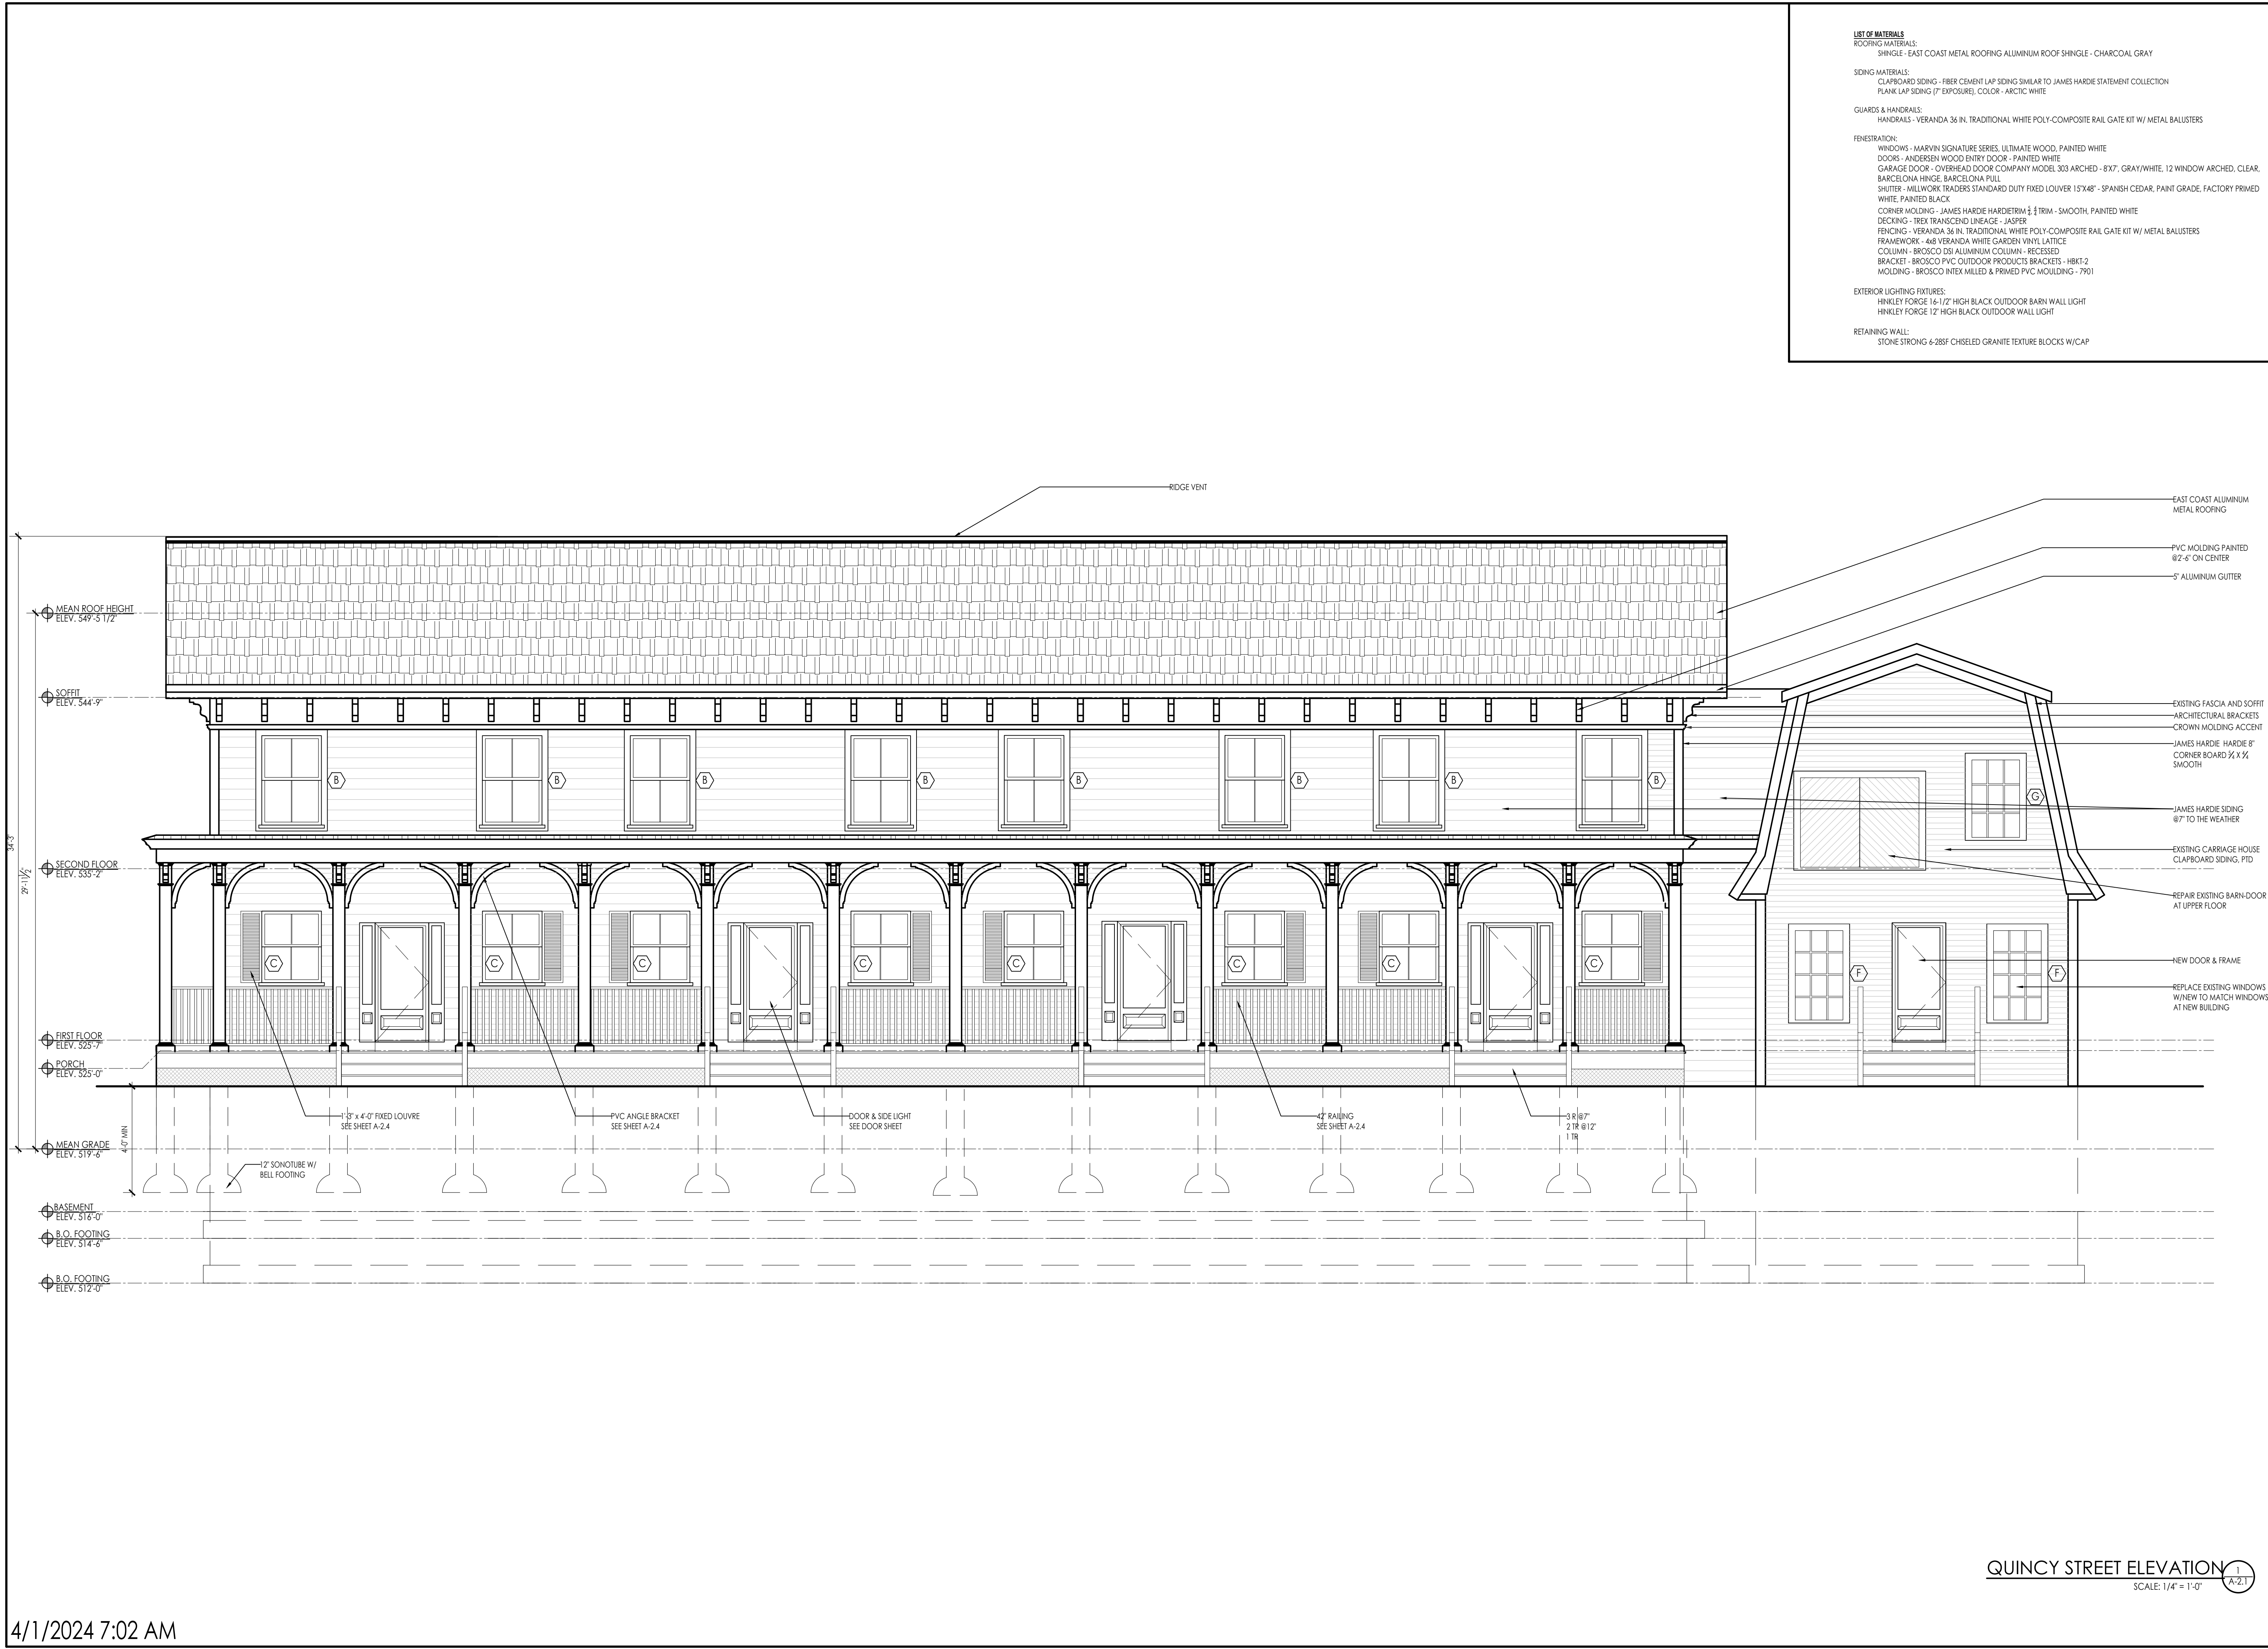 LIST OF MATERIALS
ROOFING MATERIALS:
SHINGLE - EAST COAST METAL ROOFING ALUMINUM ROOF SHINGLE - CHARCOAL GRAY
SIDING MATERIALS:
CLAPBOARD SIDING - FIBER CEMENT LAP SIDING SIMILAR TO JAMES HARDIE STATEMENT COLLECTION
PLANK LAP SIDING (7" EXPOSURE), COLOR - ARCTIC WHITE
GUARDS & HANDRAILS:
HANDRAILS - VERANDA 36 IN. TRADITIONAL WHITE POLY-COMPOSITE RAIL GATE KIT W/ METAL BALUSTERS
FENESTRATION:
WINDOWS - MARVIN SIGNATURE SERIES, ULTIMATE WOOD, PAINTED WHITE
DOORS - ANDERSEN WOOD ENTRY DOOR - PAINTED WHITE
GARAGE DOOR - OVERHEAD DOOR COMPANY MODEL 303 ARCHED - 8'X7', GRAY/WHITE, 12 WINDOW ARCHED, CLEAR,
BARCELONA HINGE, BARCELONA PULL
SHUTTER - MILLWORK TRADERS STANDARD DUTY FIXED LOUVER 15"X48" - SPANISH CEDAR, PAINT GRADE, FACTORY PRIMED
WHITE, PAINTED BLACK
CORNER MOLDING - JAMES HARDIE HARDIETRIM TRIM - SMOOTH, PAINTED WHITE
DECKING - TREX TRANSCEND LINEAGE - JASPER
FENCING - VERANDA 36 IN. TRADITIONAL WHITE POLY-COMPOSITE RAIL GATE KIT W/ METAL BALUSTERS
FRAMEWORK - 4x8 VERANDA WHITE GARDEN VINYL LATTICE
COLUMN - BROSCO DSI ALUMINUM COLUMN - RECESSED
BRACKET - BROSCO PVC OUTDOOR PRODUCTS BRACKETS - HBKT-2
MOLDING - BROSCO INTEX MILLED & PRIMED PVC MOULDING - 7901
EXTERIOR LIGHTING FIXTURES:
HINKLEY FORGE 16-1/2" HIGH BLACK OUTDOOR BARN WALL LIGHT
HINKLEY FORGE 12" HIGH BLACK OUTDOOR WALL LIGHT
RETAINING WALL:
STONE STRONG 6-28SF CHISELED GRANITE TEXTURE BLOCKS W/CAP
RIDGE VENT
EAST COAST ALUMINUM
METAL ROOFING
PVC MOLDING PAINTED
@2'-6" ON CENTER
5" ALUMINUM GUTTER
MEAN ROOF HEIGHT
ELEV. 549'-5 1/2"
SOFFIT
ELEV. 544'-9"
EXISTING FASCIA AND SOFFIT
ARCHITECTURAL BRACKETS
CROWN MOLDING ACCENT
JAMES HARDIE HARDIE 8"
CORNER BOARD 5/4 X 5/4
SMOOTH
B B B B B B B B
G
JAMES HARDIE SIDING
@7" TO THE WEATHER
34'-3"
29'-11 1/2"
EXISTING CARRIAGE HOUSE
CLAPBOARD SIDING, PTD
SECOND FLOOR
ELEV. 535'-2"
REPAIR EXISTING BARN-DOOR
AT UPPER FLOOR
C C C C C C C C
F F
NEW DOOR & FRAME
REPLACE EXISTING WINDOWS
W/NEW TO MATCH WINDOWS
AT NEW BUILDING
FIRST FLOOR
ELEV. 525'-7"
PORCH
ELEV. 525'-0"
1'-3" x 4'-0" FIXED LOUVRE
SEE SHEET A-2.4
PVC ANGLE BRACKET
SEE SHEET A-2.4
DOOR & SIDE LIGHT
SEE DOOR SHEET
42" RAILING
SEE SHEET A-2.4
3 R @7"
2 TR @12"
1 TR
4'-0" MIN
MEAN GRADE
ELEV. 519'-6"
12" SONOTUBE W/
BELL FOOTING
BASEMENT
ELEV. 516'-0"
B.O. FOOTING
ELEV. 514'-6"
B.O. FOOTING
ELEV. 512'-0"
QUINCY STREET ELEVATION
1
A-2.1
SCALE: 1/4" = 1'-0"
4/1/2024 7:02 AM